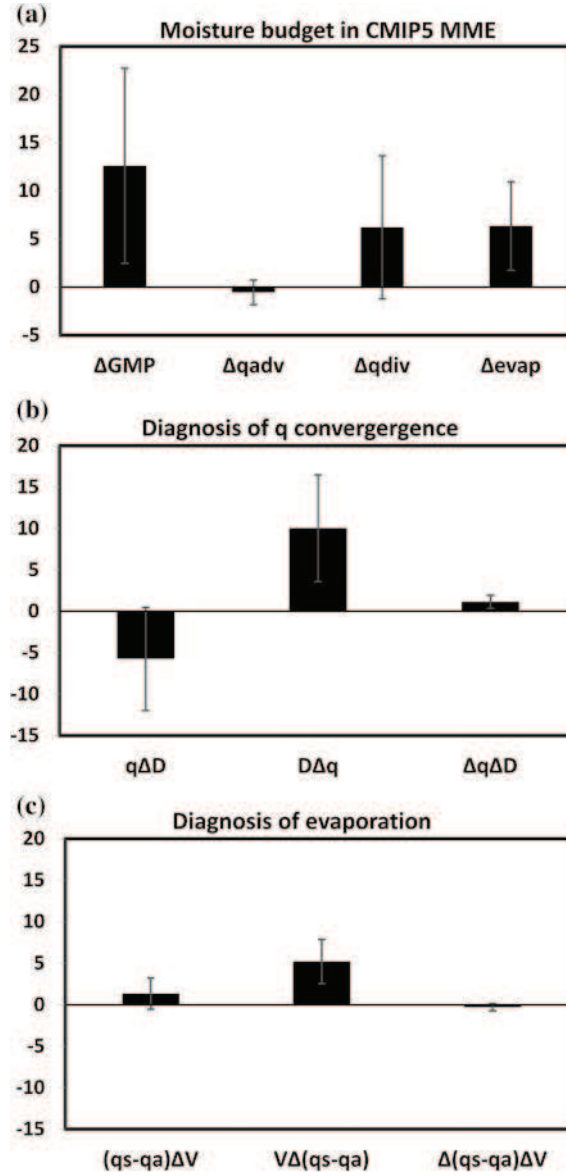 (a)
Moisture budget in CMIP5 MME
25
20
15
10
5
0
-5
ΔGMP Δqadv Δqdiv Δevap
(b)
Diagnosis of q convergergence
20
15
10
5
0
-5
-10
-15
qΔD DΔq ΔqΔD
(c)
Diagnosis of evaporation
20
15
10
5
0
-5
-10
-15
(qs-qa)ΔV VΔ(qs-qa) Δ(qs-qa)ΔV